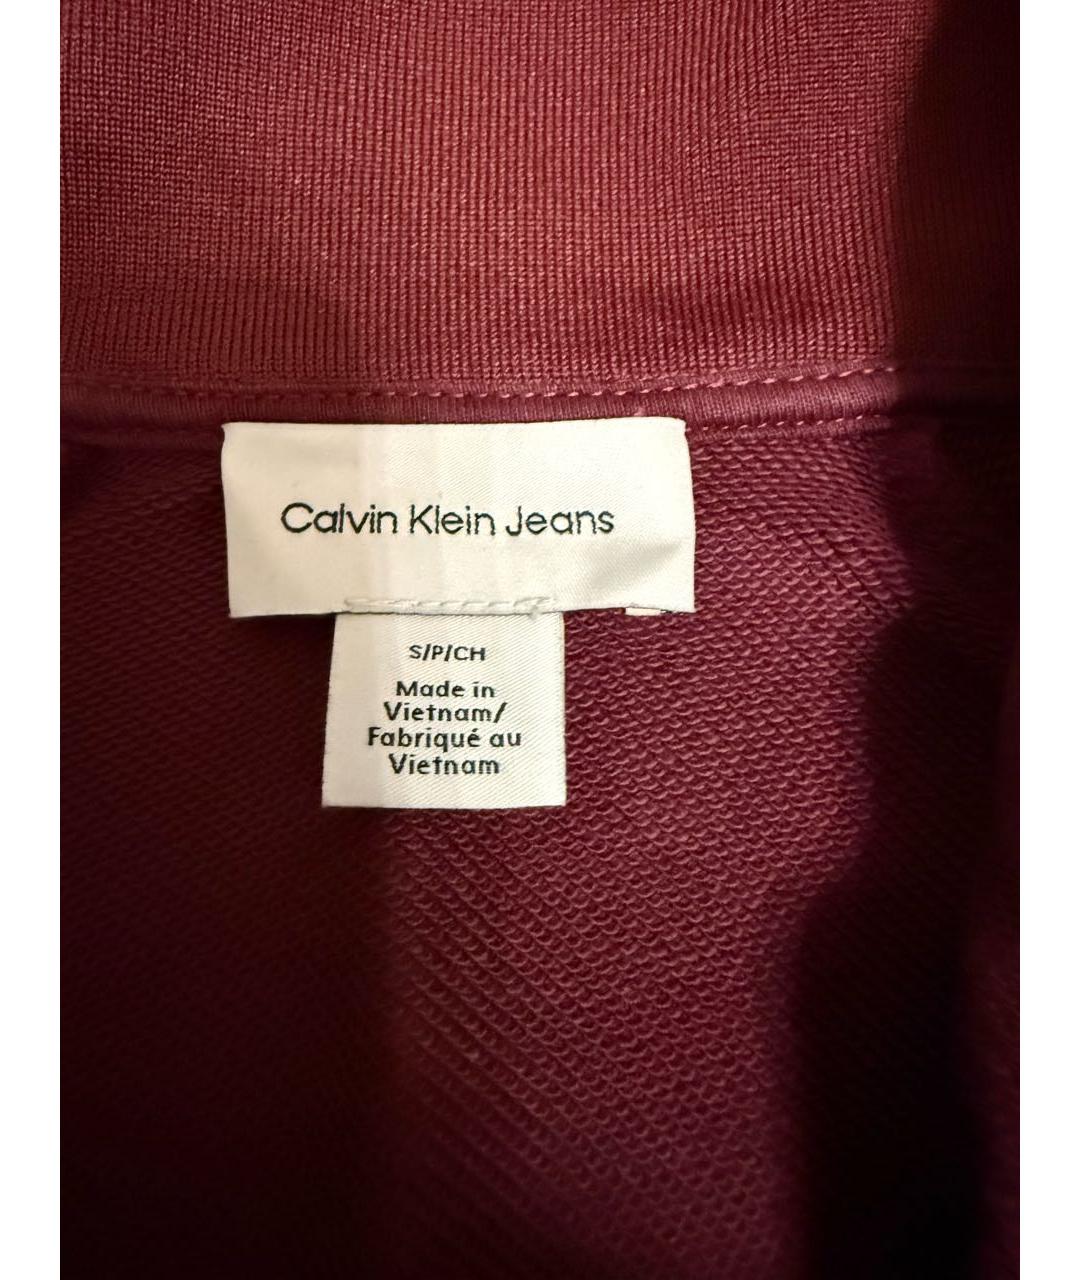 Calvin Klein Jeans
S/P/CH
Made in
Vietnam/
Fabriqué au
Vietnam